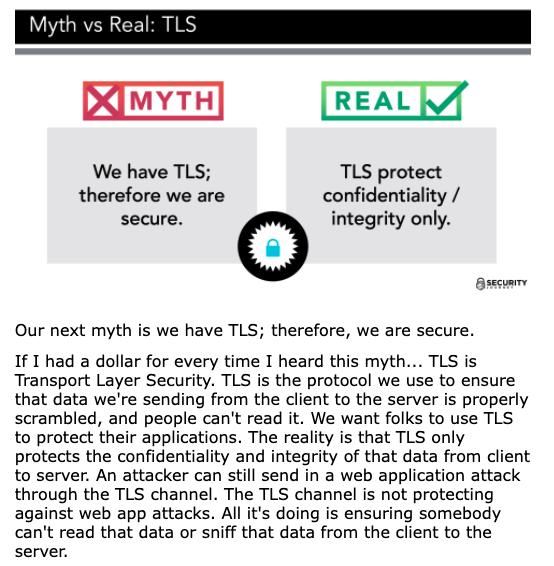 Myth vs Real: TLS
MYTH
REAL
We have TLS;
therefore we are
secure.
TLS protect
confidentiality /
integrity only.
SECURITY
JOURNEY
Our next myth is we have TLS; therefore, we are secure.
If I had a dollar for every time I heard this myth... TLS is
Transport Layer Security. TLS is the protocol we use to ensure
that data we're sending from the client to the server is properly
scrambled, and people can't read it. We want folks to use TLS
to protect their applications. The reality is that TLS only
protects the confidentiality and integrity of that data from client
to server. An attacker can still send in a web application attack
through the TLS channel. The TLS channel is not protecting
against web app attacks. All it's doing is ensuring somebody
can't read that data or sniff that data from the client to the
server.